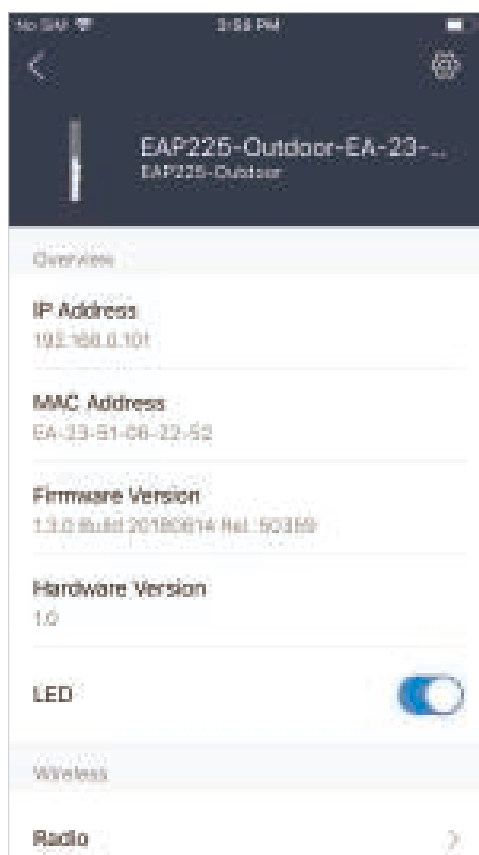 No SIM 3:58 PM
EAP225-Outdoor-EA-23-...
EAP225-Outdoor
Overview
IP Address
192.168.0.101
MAC Address
EA-23-51-06-22-52
Firmware Version
1.3.0 Build 20180614 Rel. 50359
Hardware Version
1.0
LED
Wireless
Radio